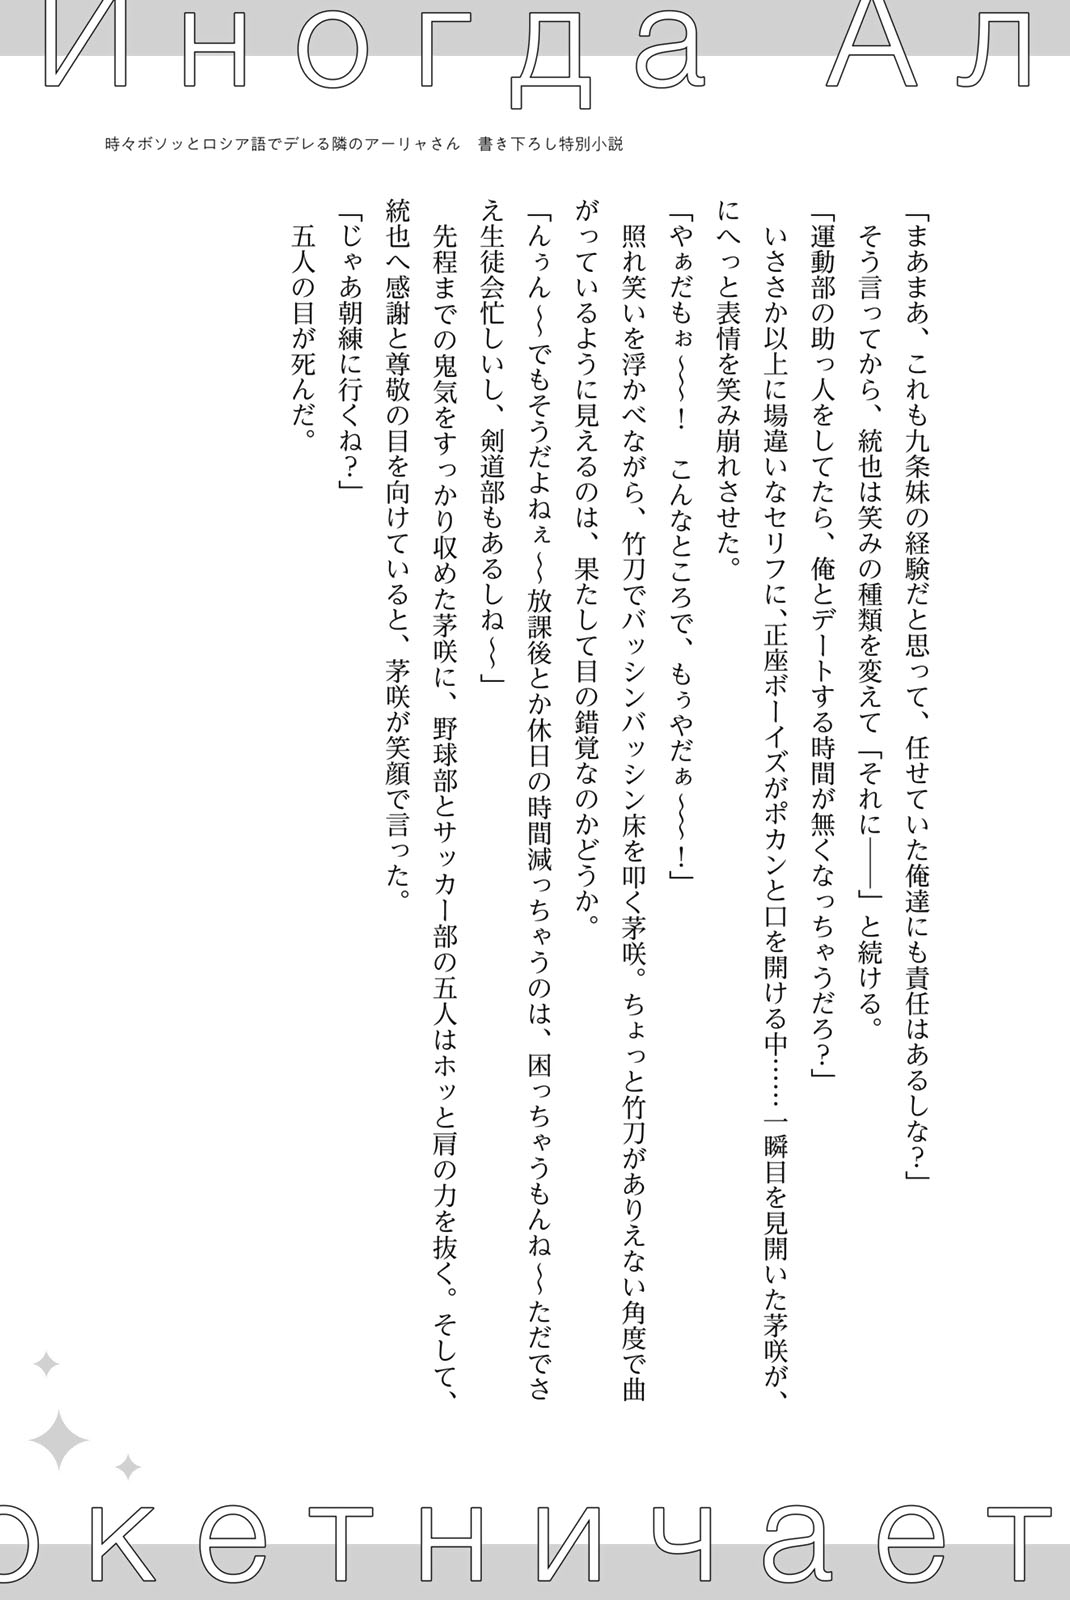 Иногда Ал
時々ボソッとロシア語でデレる隣のアーリャさん　書き下ろし特別小説
「まあまあ、これも九条妹の経験だと思って、任せていた俺達にも責任はあるしな？」
　そう言ってから、統也は笑みの種類を変えて「それに――」と続ける。
「運動部の助っ人をしてたら、俺とデートする時間が無くなっちゃうだろ？」
　いささか以上に場違いなセリフに、正座ボーイズがポカンと口を開ける中……一瞬目を見開いた茅咲が、
にへっと表情を笑み崩れさせた。
「やぁだもぉ～～！　こんなところで、もぅやだぁ～～！」
　照れ笑いを浮かべながら、竹刀でバッシンバッシン床を叩く茅咲。ちょっと竹刀がありえない角度で曲
がっているように見えるのは、果たして目の錯覚なのかどうか。
「んぅん～でもそうだよねぇ～放課後とか休日の時間減っちゃうのは、困っちゃうもんね～ただでさ
え生徒会忙しいし、剣道部もあるしね～」
　先程までの鬼気をすっかり収めた茅咲に、野球部とサッカー部の五人はホッと肩の力を抜く。そして、
統也へ感謝と尊敬の目を向けていると、茅咲が笑顔で言った。
「じゃあ朝練に行くね？」
　五人の目が死んだ。
окетничает